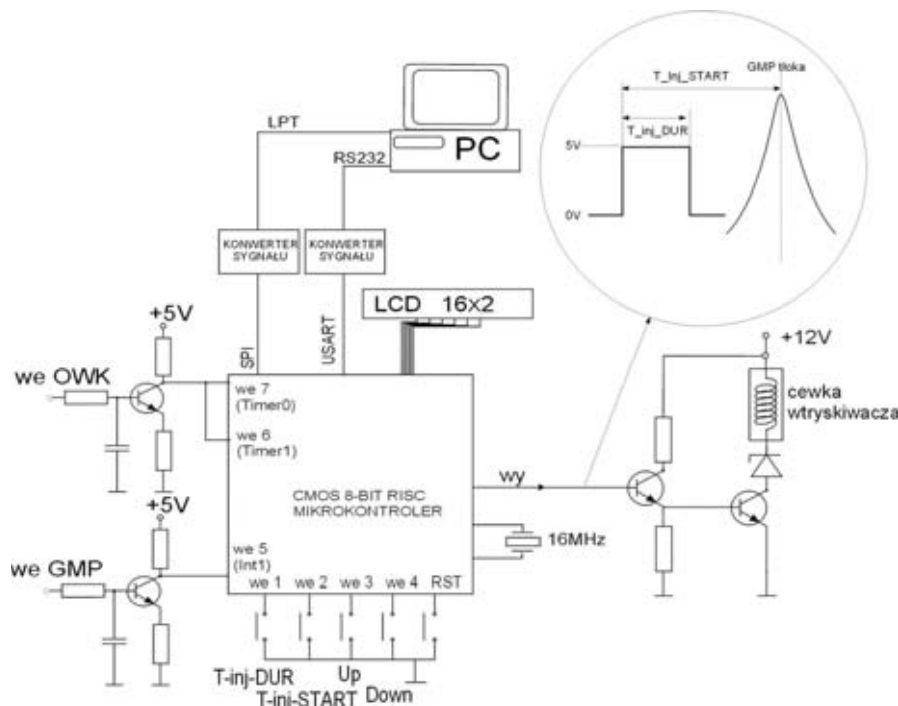 GMP tłoka
T_Inj_START
T_inj_DUR
5V
0V
LPT
PC
RS232
KONWERTER
SYGNAŁU
KONWERTER
SYGNAŁU
LCD 16x2
+5V
SPI
USART
+12V
we OWK
we 7
(Timer0)
cewka
wtryskiwacza
we 6
(Timer1)
wy
CMOS 8-BIT RISC
MIKROKONTROLER
+5V
16MHz
we 5
(Int1)
we GMP
we 1 we 2 we 3 we 4 RST
T-inj-DUR
Up
T-inj-START
Down